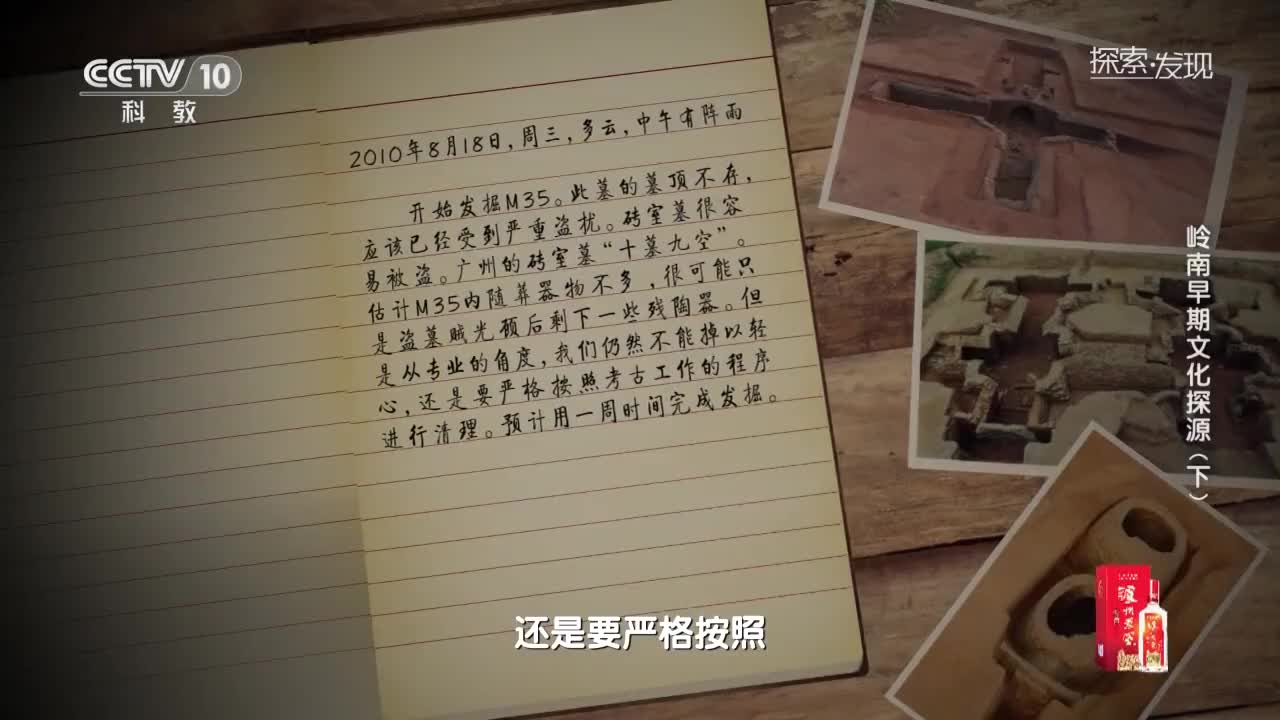 CCTV 10
科教
探索·发现
2010年8月18日,周三,多云,中午有阵雨
开始发掘M35。此墓的墓顶不存,
应该已经受到严重盗扰。砖室墓很容
易被盗。广州的砖室墓“十墓九空”。
估计M35内随葬器物不多,很可能只
是盗墓贼光顾后剩下一些残陶器。但
是从专业的角度,我们仍然不能掉以轻
心,还是要严格按照考古工作的程序
进行清理。预计用一周时间完成发掘。
岭南早期文化探源(下)
还是要严格按照